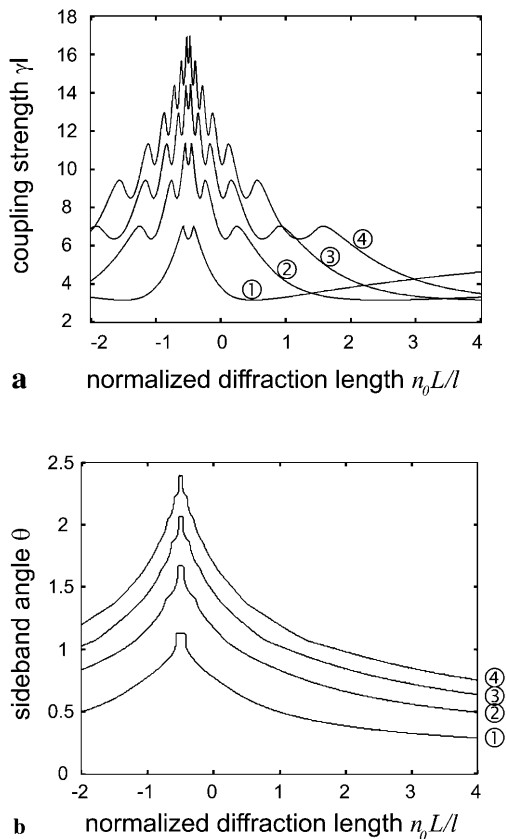 18
16
14
12
10
8
6
4
2
coupling strength γl
① ② ③ ④
-2 -1 0 1 2 3 4
a normalized diffraction length n₀L/l
2.5
2
1.5
1
0.5
0
sideband angle θ
④
③
②
①
-2 -1 0 1 2 3 4
b normalized diffraction length n₀L/l